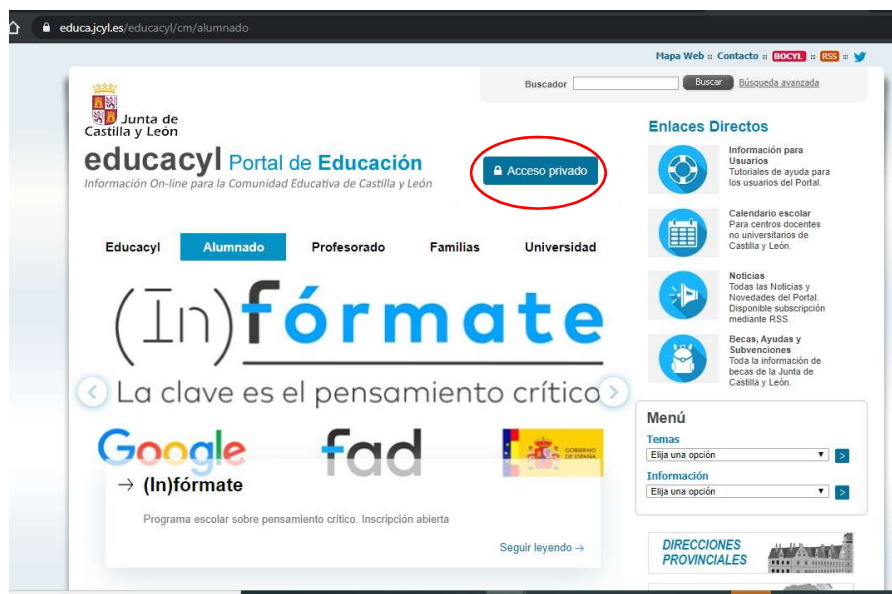 educa.jcyl.es/educacyl/cm/alumnado
Mapa Web :: Contacto :: BOCYL :: RSS ::
Buscador
Buscar
Búsqueda avanzada
Junta de
Castilla y León
educacyl Portal de Educación
Información On-line para la Comunidad Educativa de Castilla y León
Acceso privado
Educacyl
Alumnado
Profesorado
Familias
Universidad
(In)fórmate
La clave es el pensamiento crítico
Google
fad
GOBIERNO
DE ESPAÑA
→ (In)fórmate
Programa escolar sobre pensamiento crítico. Inscripción abierta
Seguir leyendo →
Enlaces Directos
Información para
Usuarios
Tutoriales de ayuda para
los usuarios del Portal.
Calendario escolar
Para centros docentes
no universitarios de
Castilla y León.
Noticias
Todas las Noticias y
Novedades del Portal.
Disponible subscripción
mediante RSS.
Becas, Ayudas y
Subvenciones
Toda la información de
becas de la Junta de
Castilla y León.
Menú
Temas
Elija una opción
>
Información
Elija una opción
>
DIRECCIONES
PROVINCIALES